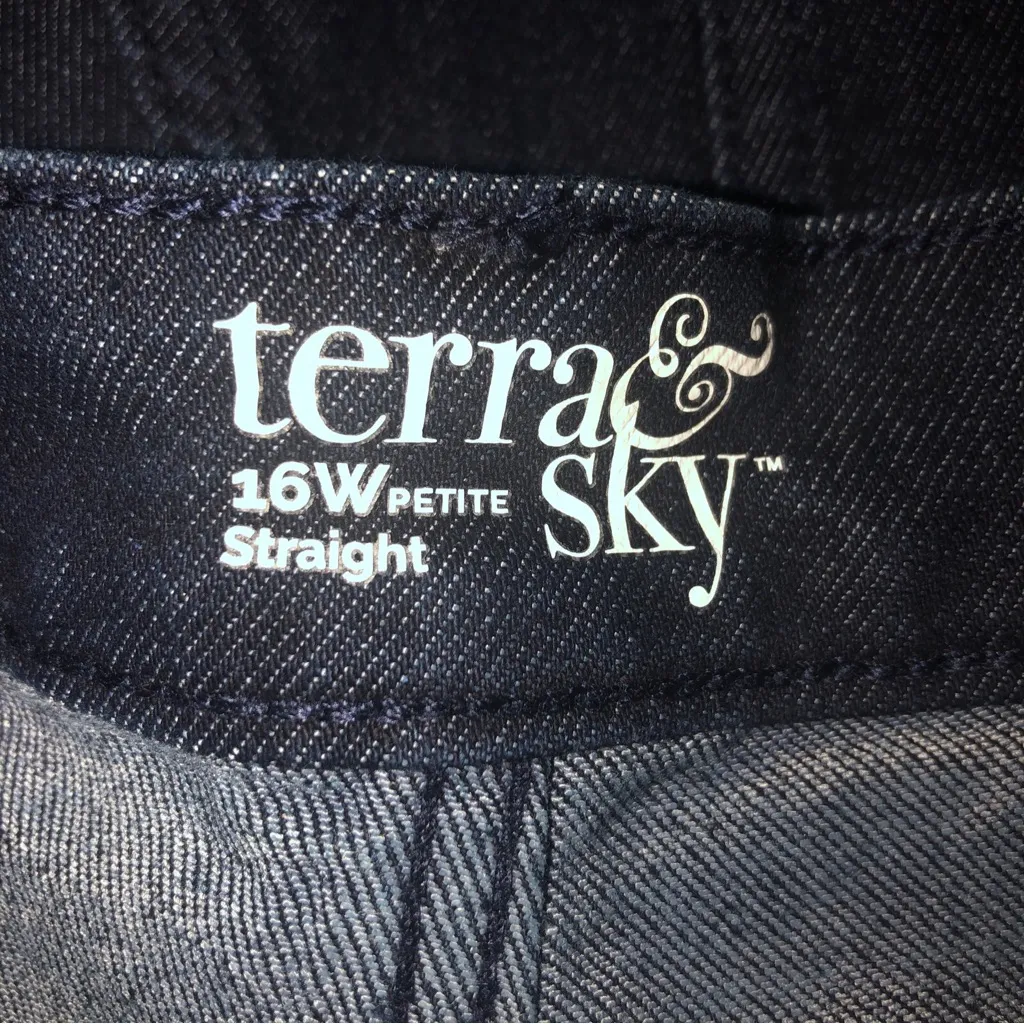 terra &
sky™
16W PETITE
Straight